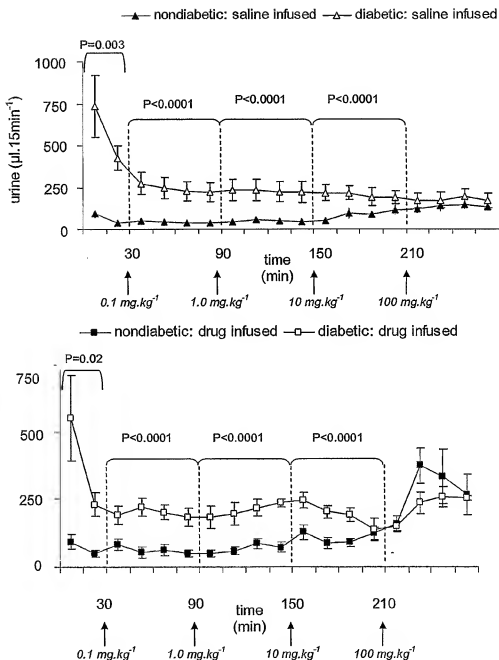 nondiabetic: saline infused diabetic: saline infused
P=0.003
1000
P<0.0001 P<0.0001 P<0.0001
750
urine (µl.15min⁻¹)
500
250
0
30 90 150 210
time
(min)
0.1 mg.kg⁻¹ 1.0 mg.kg⁻¹ 10 mg.kg⁻¹ 100 mg.kg⁻¹
nondiabetic: drug infused diabetic: drug infused
P=0.02
750
P<0.0001 P<0.0001 P<0.0001
500
250
0
30 90 150 210
time
(min)
0.1 mg.kg⁻¹ 1.0 mg.kg⁻¹ 10 mg.kg⁻¹ 100 mg.kg⁻¹